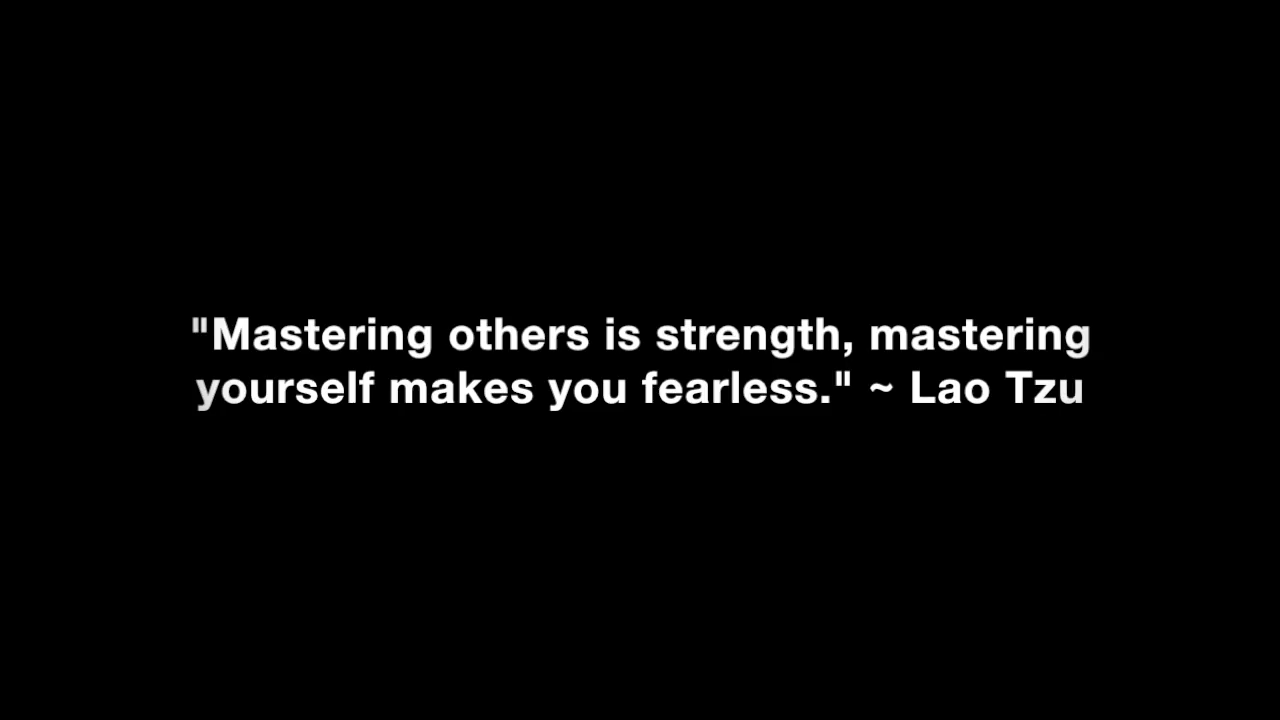 "Mastering others is strength, mastering
yourself makes you fearless." ~ Lao Tzu